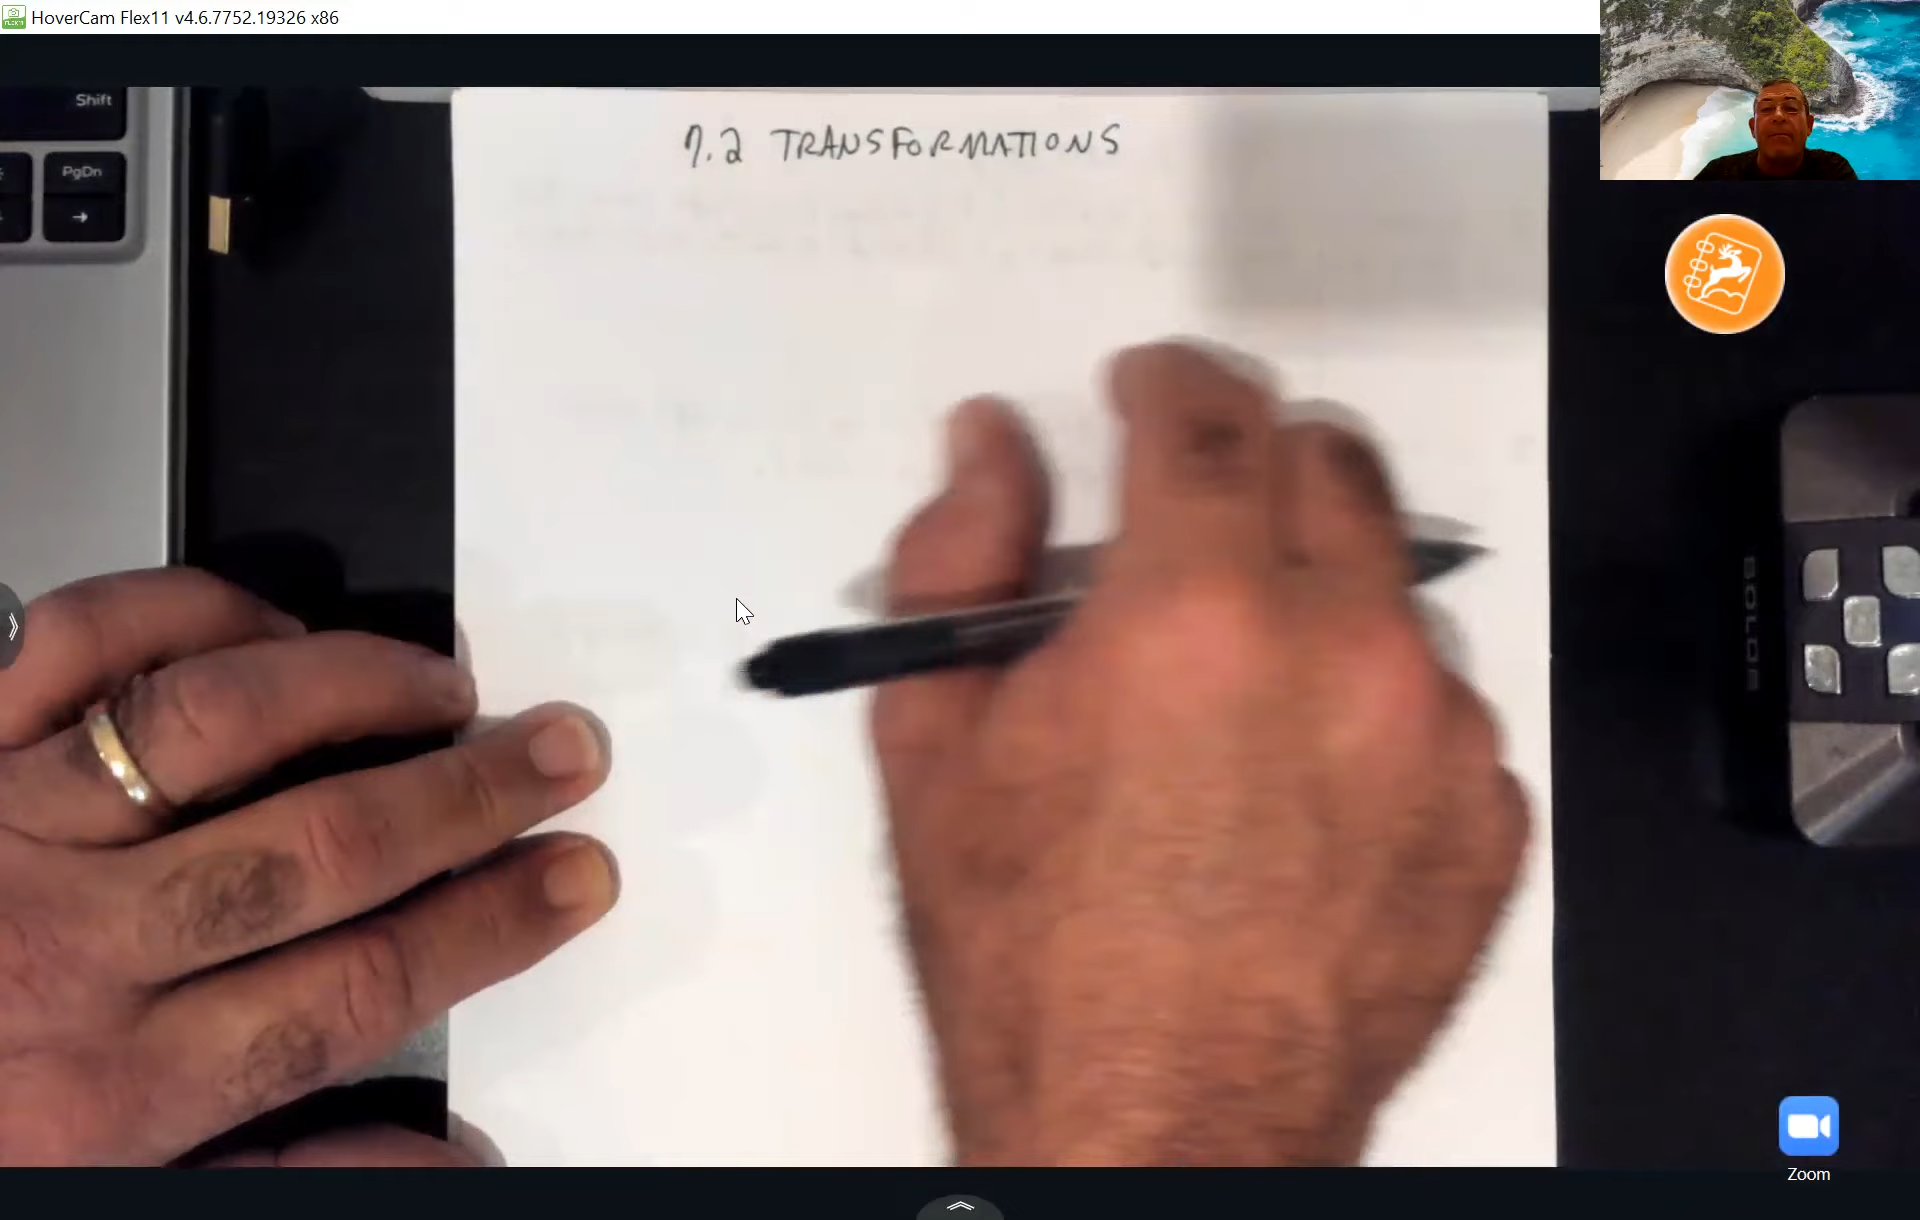 HoverCam Flex11 v4.6.7752.19326 x86
Shift
PgDn
7.2 TRANSFORMATIONS
Zoom